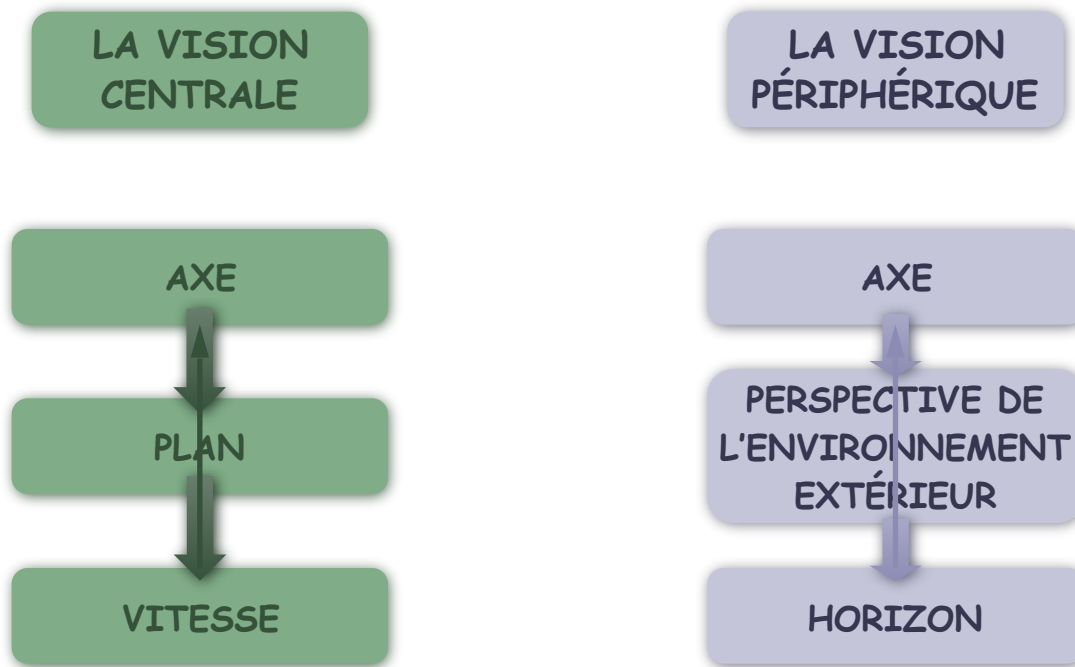 LA VISION
CENTRALE
AXE
PLAN
VITESSE
LA VISION
PÉRIPHÉRIQUE
AXE
PERSPECTIVE DE
L'ENVIRONNEMENT
EXTÉRIEUR
HORIZON